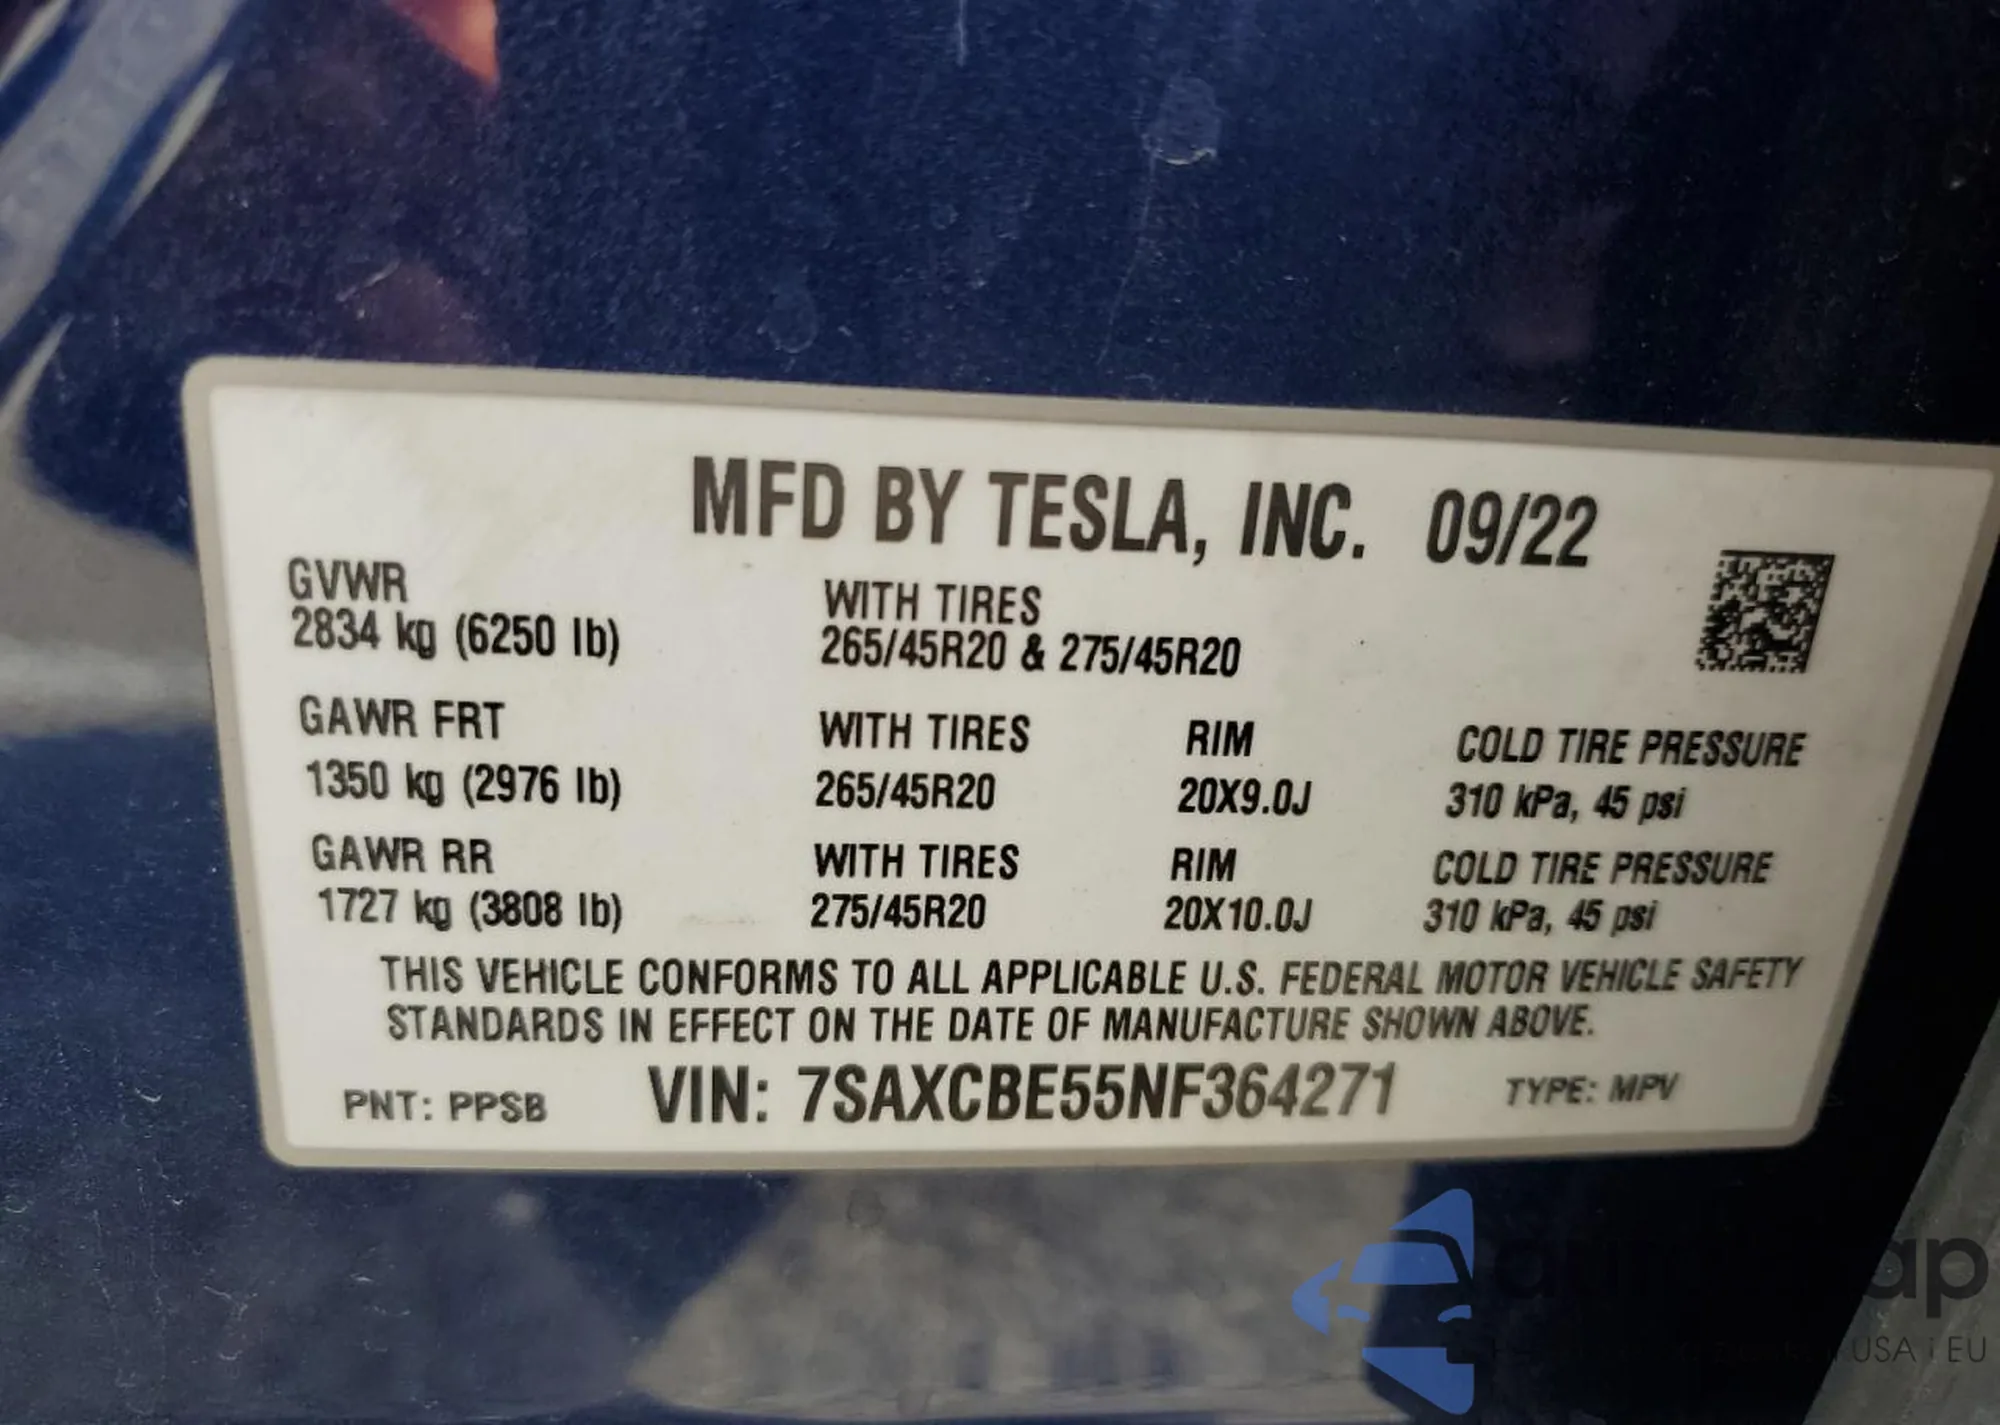 MFD BY TESLA, INC. 09/22
GVWR
2834 kg (6250 lb)
WITH TIRES
265/45R20 & 275/45R20
GAWR FRT
1350 kg (2976 lb)
WITH TIRES
265/45R20
RIM
20X9.0J
COLD TIRE PRESSURE
310 kPa, 45 psi
GAWR RR
1727 kg (3808 lb)
WITH TIRES
275/45R20
RIM
20X10.0J
COLD TIRE PRESSURE
310 kPa, 45 psi
THIS VEHICLE CONFORMS TO ALL APPLICABLE U.S. FEDERAL MOTOR VEHICLE SAFETY
STANDARDS IN EFFECT ON THE DATE OF MANUFACTURE SHOWN ABOVE.
PNT: PPSB
VIN: 7SAXCBE55NF364271
TYPE: MPV
USA i EU